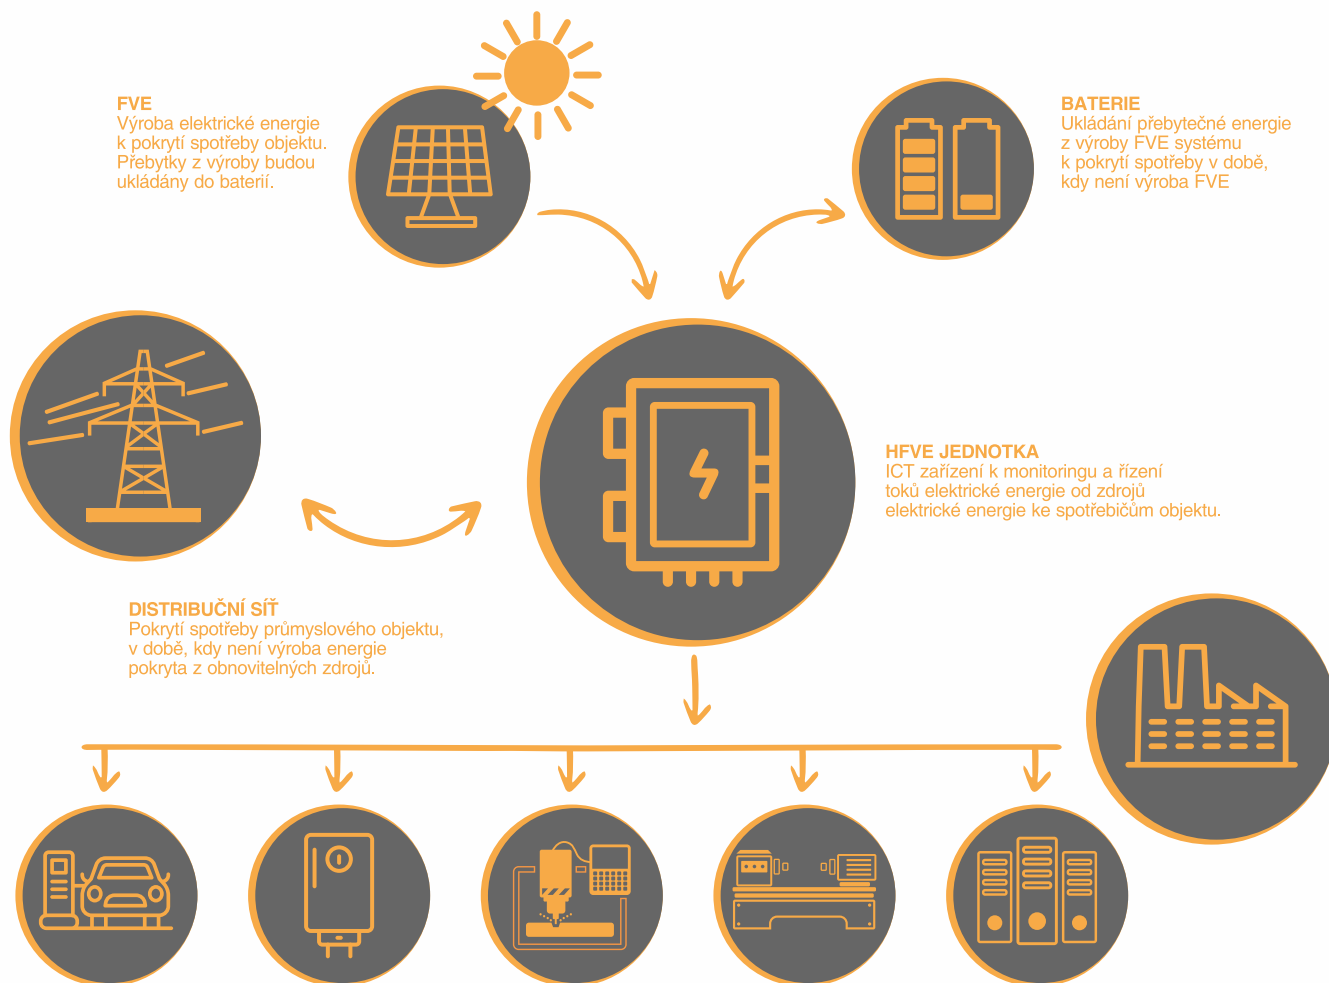 FVE
Výroba elektrické energie
k pokrytí spotřeby objektu.
Přebytky z výroby budou
ukládány do baterií.
BATERIE
Ukládání přebytečné energie
z výroby FVE systému
k pokrytí spotřeby v době,
kdy není výroba FVE
HFVE JEDNOTKA
ICT zařízení k monitoringu a řízení
toků elektrické energie od zdrojů
elektrické energie ke spotřebičům objektu.
DISTRIBUČNÍ SÍŤ
Pokrytí spotřeby průmyslového objektu,
v době, kdy není výroba energie
pokryta z obnovitelných zdrojů.